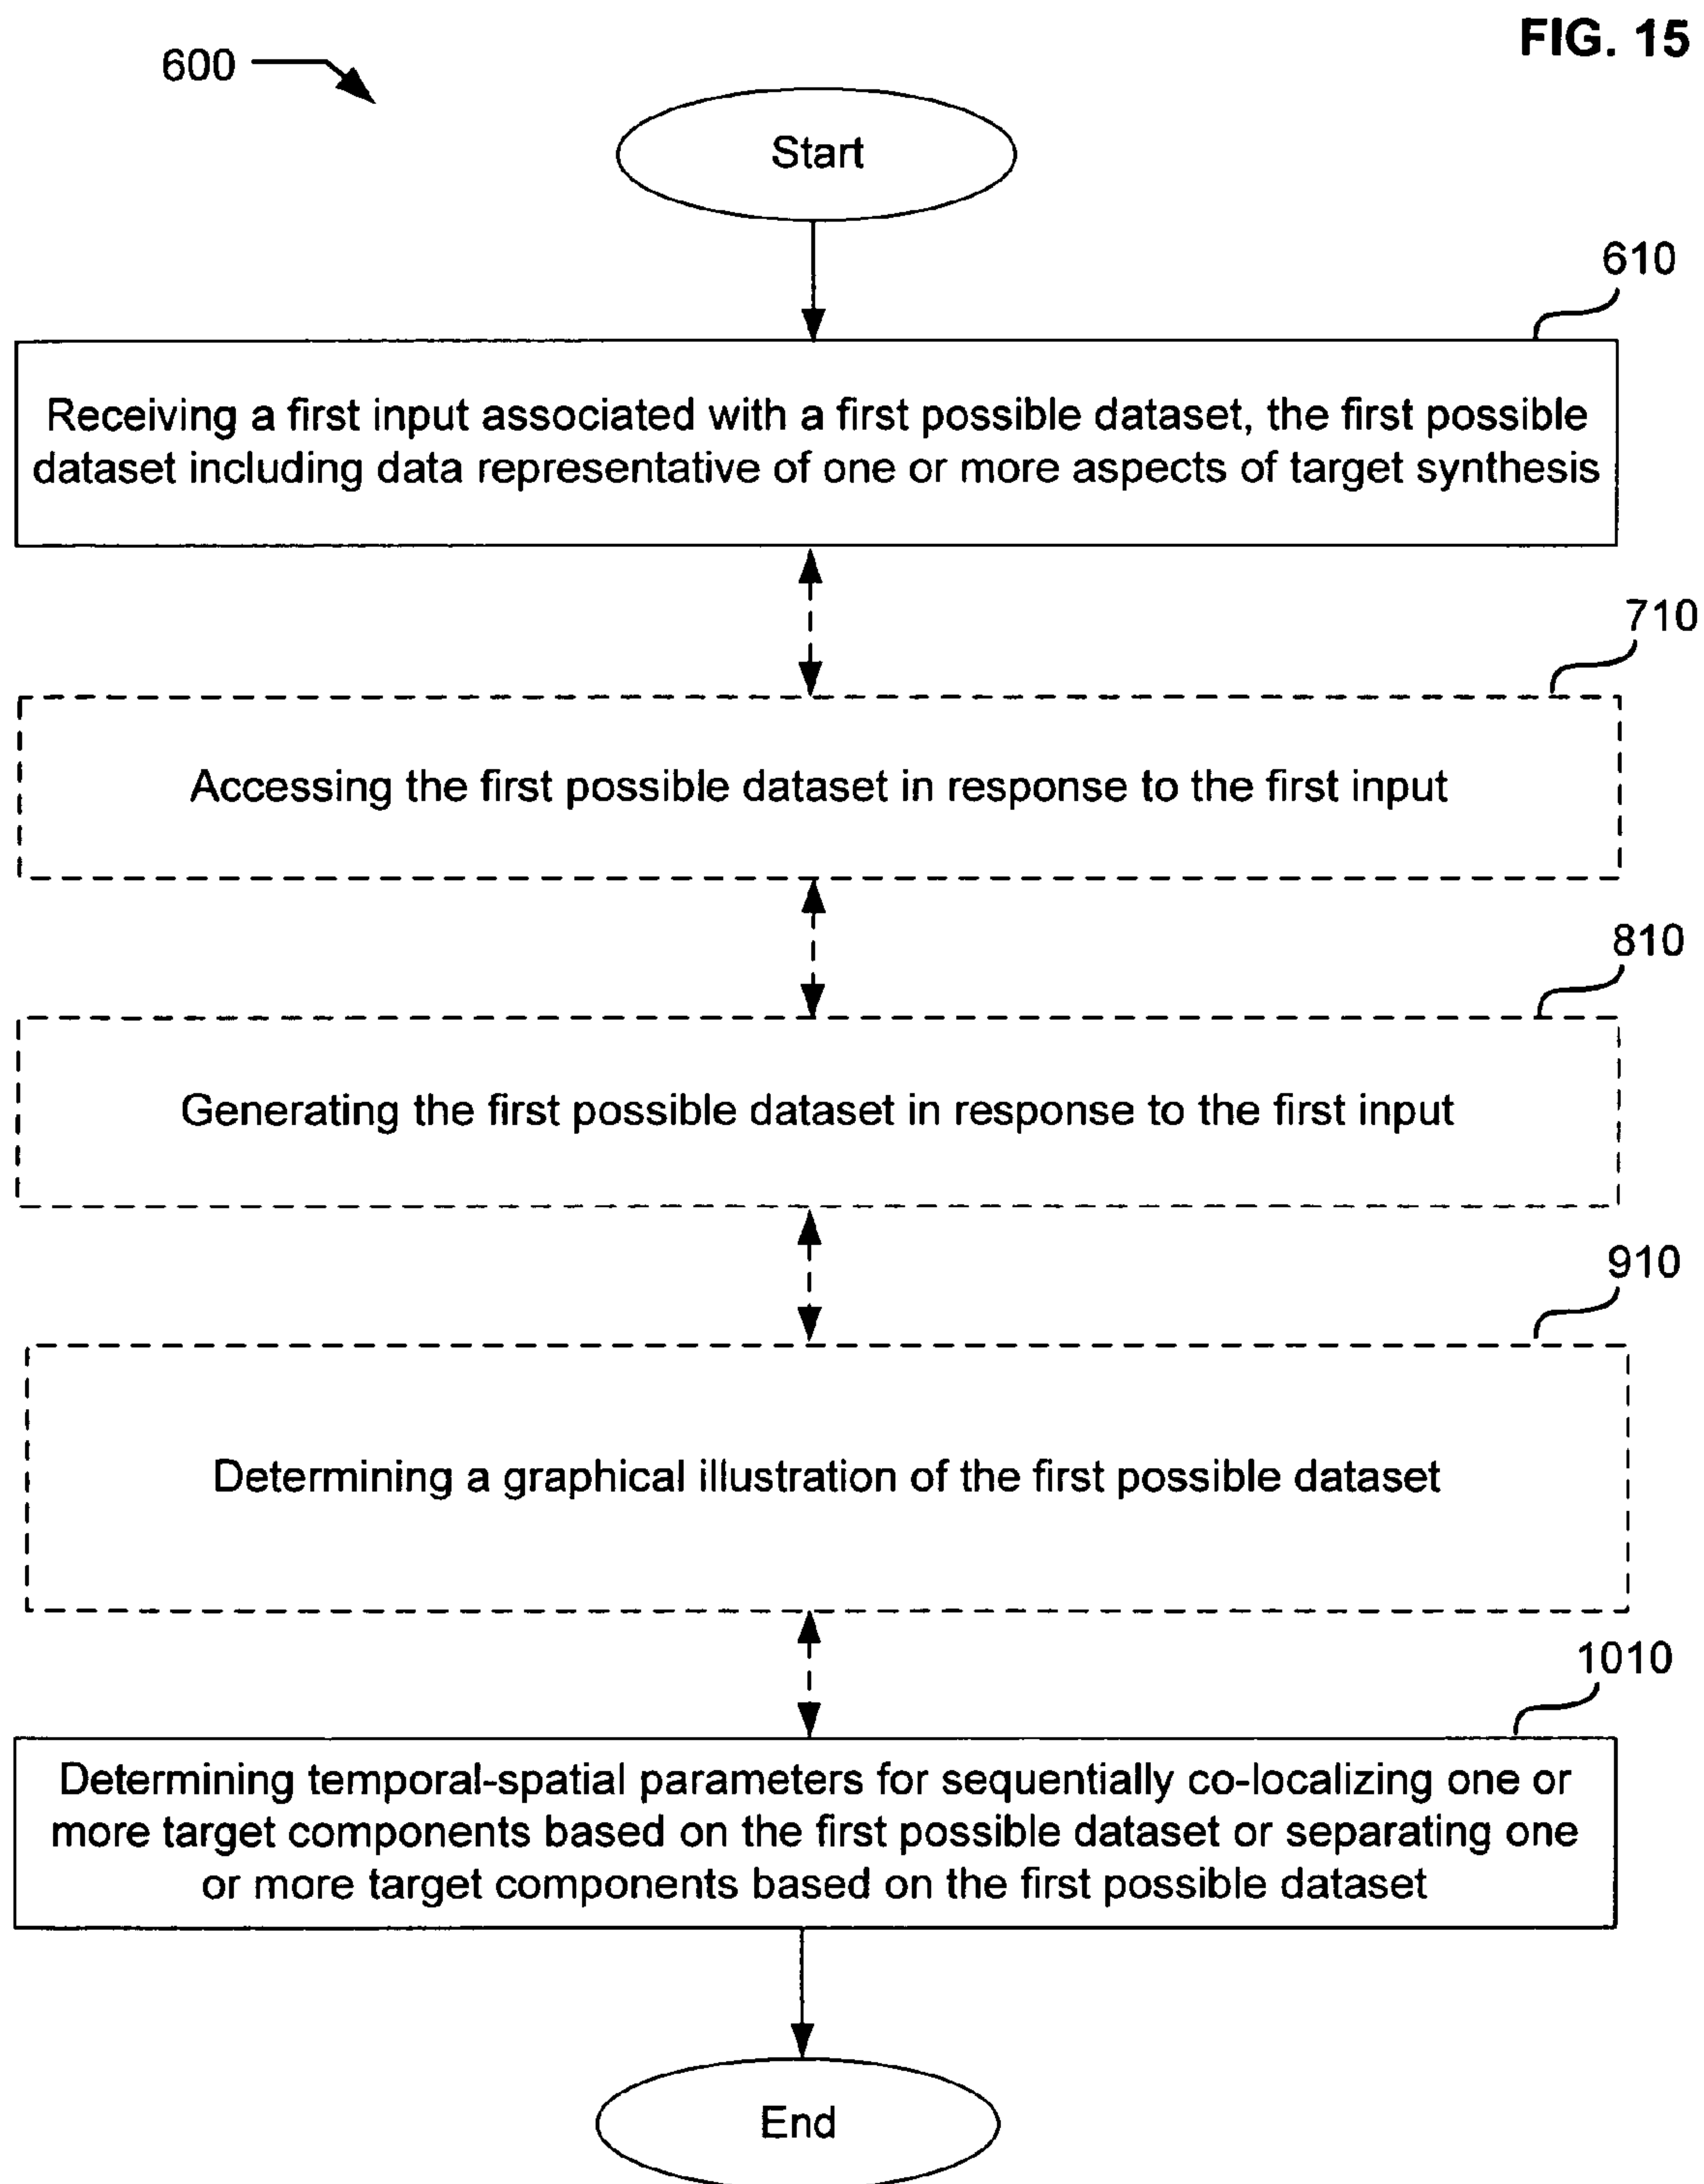 FIG. 15
600
Start
610
Receiving a first input associated with a first possible dataset, the first possible
dataset including data representative of one or more aspects of target synthesis
710
Accessing the first possible dataset in response to the first input
810
Generating the first possible dataset in response to the first input
910
Determining a graphical illustration of the first possible dataset
1010
Determining temporal-spatial parameters for sequentially co-localizing one or
more target components based on the first possible dataset or separating one
or more target components based on the first possible dataset
End